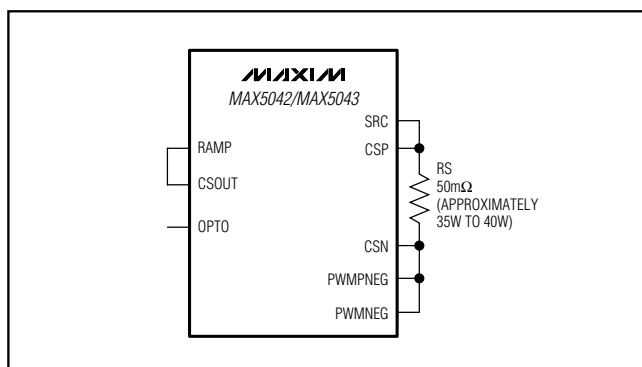 MAXIM
MAX5042/MAX5043
SRC
RAMP
CSP
RS
50mΩ
(APPROXIMATELY
35W TO 40W)
CSOUT
OPTO
CSN
PWMPNEG
PWMNEG